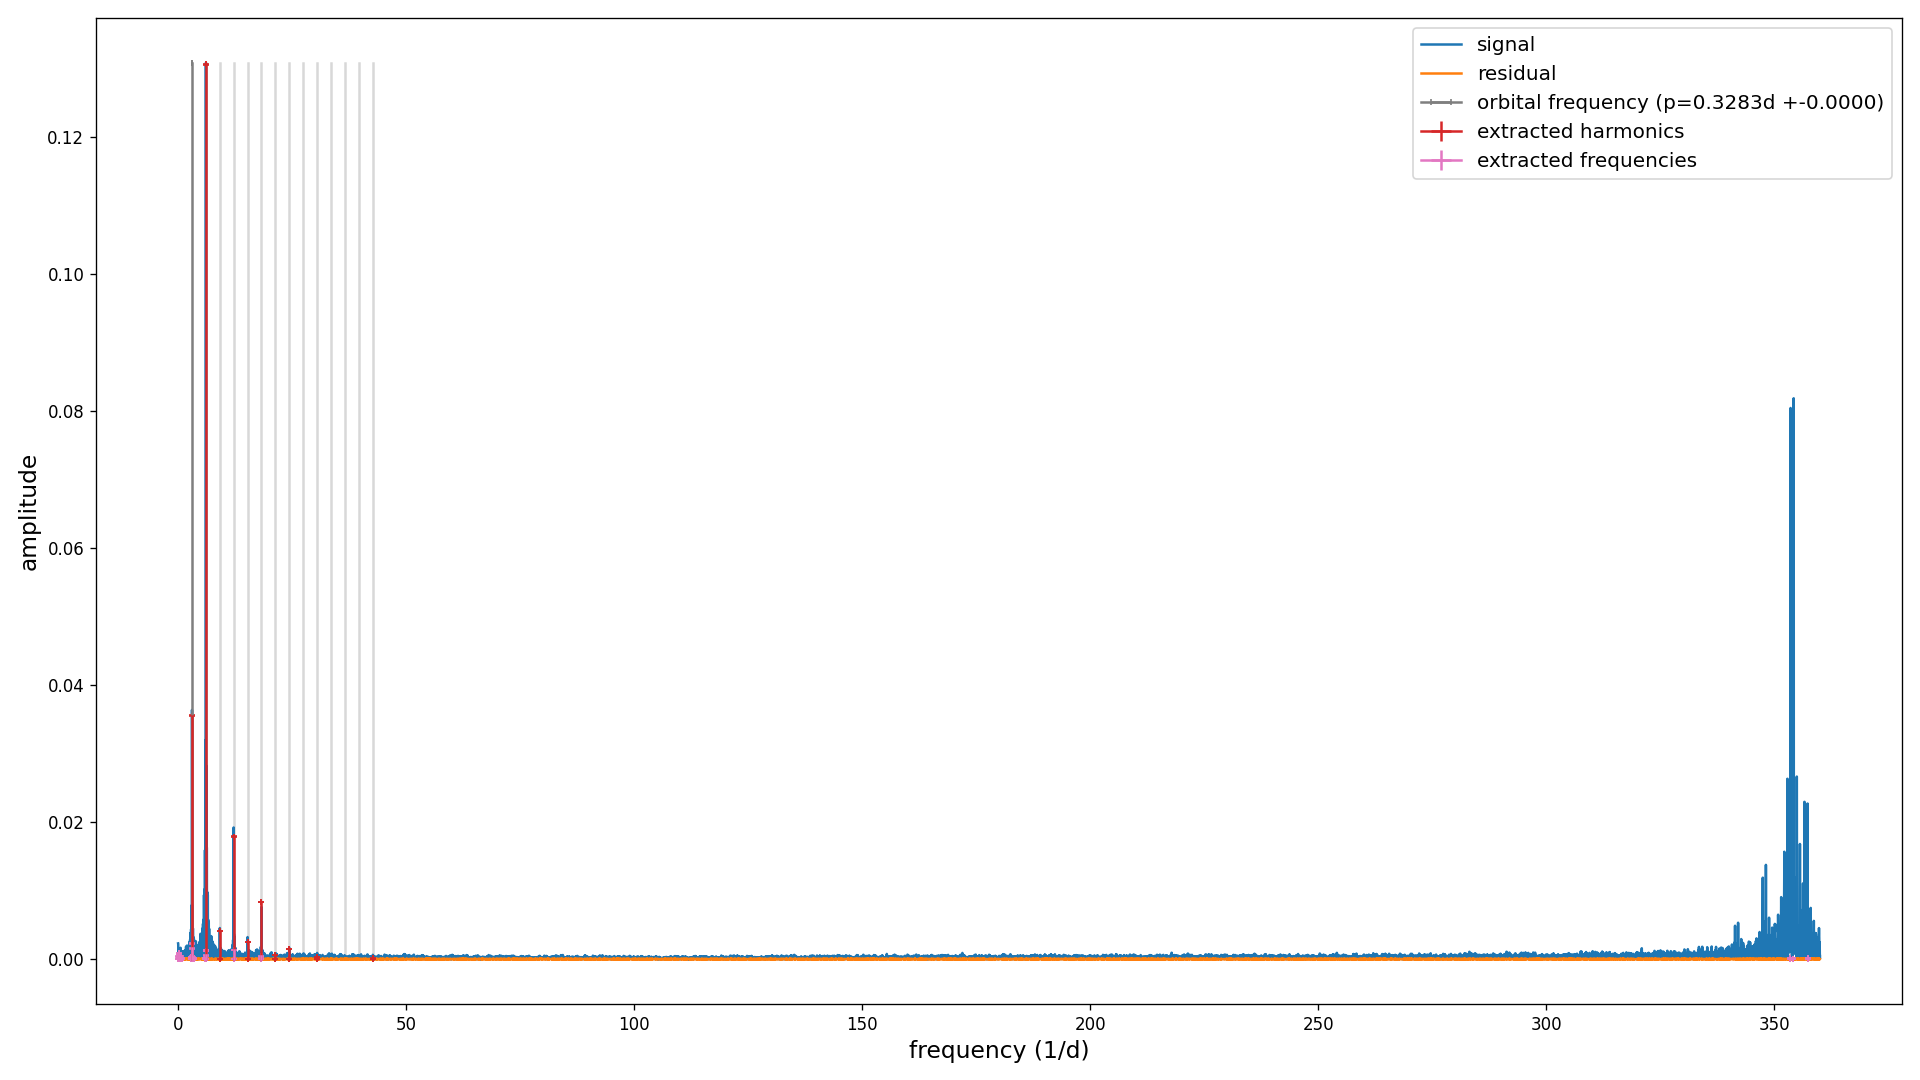 signal
residual
orbital frequency (p=0.3283d +-0.0000)
extracted harmonics
extracted frequencies
0.12
0.10
0.08
0.06
0.04
0.02
0.00
amplitude
0 50 100 150 200 250 300 350
frequency (1/d)